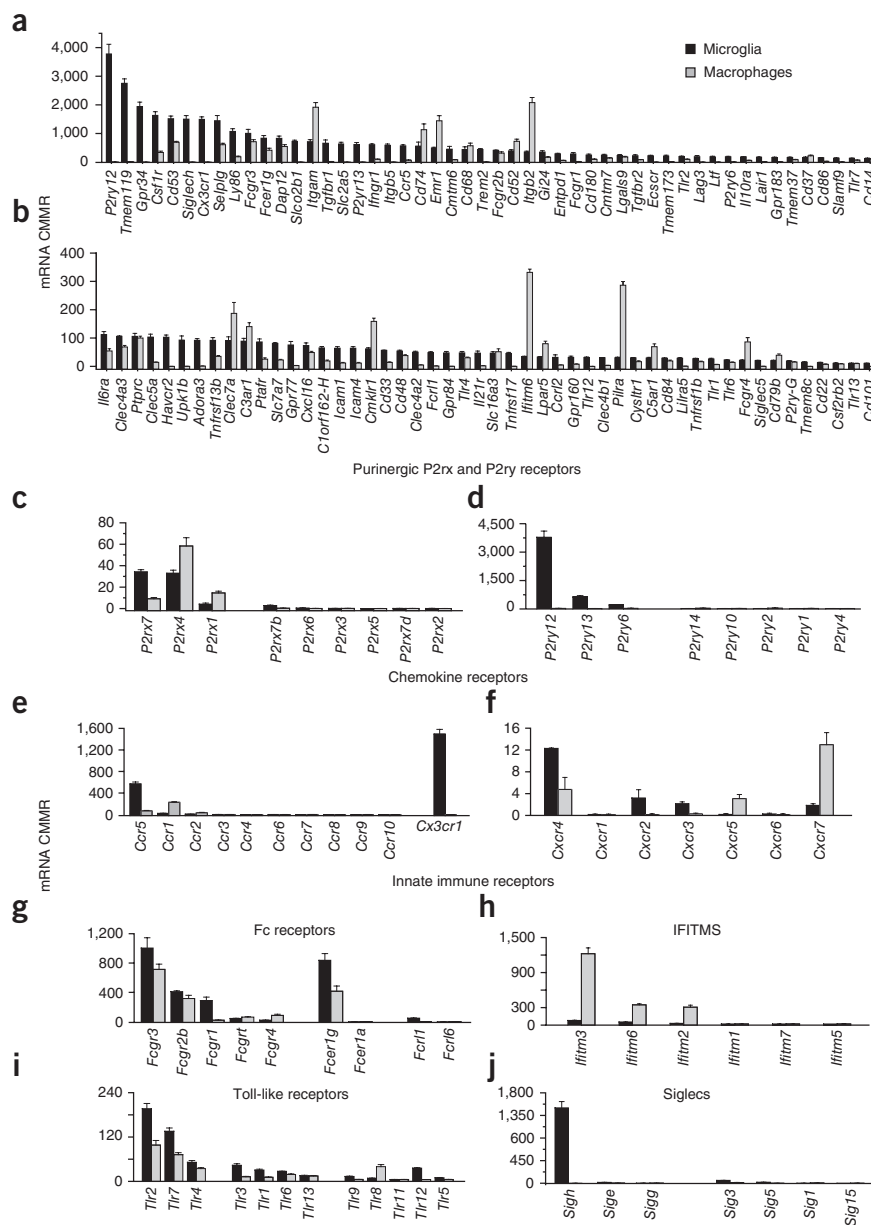 a
4,000
3,000
2,000
1,000
0
Microglia
Macrophages
P2ry12 Tmem119 Gpr34 Csf1r Cd53 Siglech Cx3cr1 Selplg Ly86 Fcgr3 Fcer1g Dap12 Slco2b1 Itgam Tgfbr1 Slc2a5 P2yr13 Ifngr1 Itgb5 Ccr5 Cd74 Emr1 Cmtm6 Cd68 Trem2 Fcgr2b Cd52 Itgb2 Gi24 Entpd1 Fcgr1 Cd180 Cmtm7 Lgals9 Tgfbr2 Ecscr Tmem173 Tlr2 Lag3 Ltf P2ry6 Il10ra Lair1 Gpr183 Tmem37 Cd37 Cd86 Slamf9 Tlr7 Cd14
b
mRNA CMMR
400
300
200
100
0
Il6ra Clec4a3 Ptprc Clec5a Havcr2 Upk1b Adora3 Tnfrsf13b Clec7a C3ar1 Ptafr Slc7a7 Gpr77 Cxcl16 C1orf162-H Icam1 Icam4 Cmklr1 Cd33 Cd48 Clec4a2 Fcrl1 Gpr84 Tlr4 Il21r Slc16a3 Tnfrsf17 Ifitm6 Lpar5 Ccrl2 Gpr160 Tlr12 Clec4b1 Pilra Cysltr1 C5ar1 Cd84 Lilra5 Tnfrsf1b Tlr1 Tlr6 Fcgr4 Siglec5 Cd79b P2ry-G Tmem8c Cd22 Csf2rb2 Tlr13 Cd101
Purinergic P2rx and P2ry receptors
c
80
60
40
20
0
P2rx7 P2rx4 P2rx1 P2rx7b P2rx6 P2rx3 P2rx5 P2rx7d P2rx2
d
4,500
3,000
1,500
0
P2ry12 P2ry13 P2ry6 P2ry14 P2ry10 P2ry2 P2ry1 P2ry4
Chemokine receptors
e
mRNA CMMR
1,600
1,200
800
400
0
Ccr5 Ccr1 Ccr2 Ccr3 Ccr4 Ccr6 Ccr7 Ccr8 Ccr9 Ccr10 Cx3cr1
f
16
12
8
4
0
Cxcr4 Cxcr1 Cxcr2 Cxcr3 Cxcr5 Cxcr6 Cxcr7
Innate immune receptors
g
Fc receptors
1,200
800
400
0
Fcgr3 Fcgr2b Fcgr1 Fcgrt Fcgr4 Fcer1g Fcer1a Fcrl1 Fcrl6
h
IFITMS
1,500
900
300
0
Ifitm3 Ifitm6 Ifitm2 Ifitm1 Ifitm7 Ifitm5
i
Toll-like receptors
240
120
0
Tlr2 Tlr7 Tlr4 Tlr3 Tlr1 Tlr6 Tlr13 Tlr9 Tlr8 Tlr11 Tlr12 Tlr5
j
Siglecs
1,800
1,350
900
600
300
0
Sigh Sige Sigg Sig3 Sig5 Sig1 Sig15